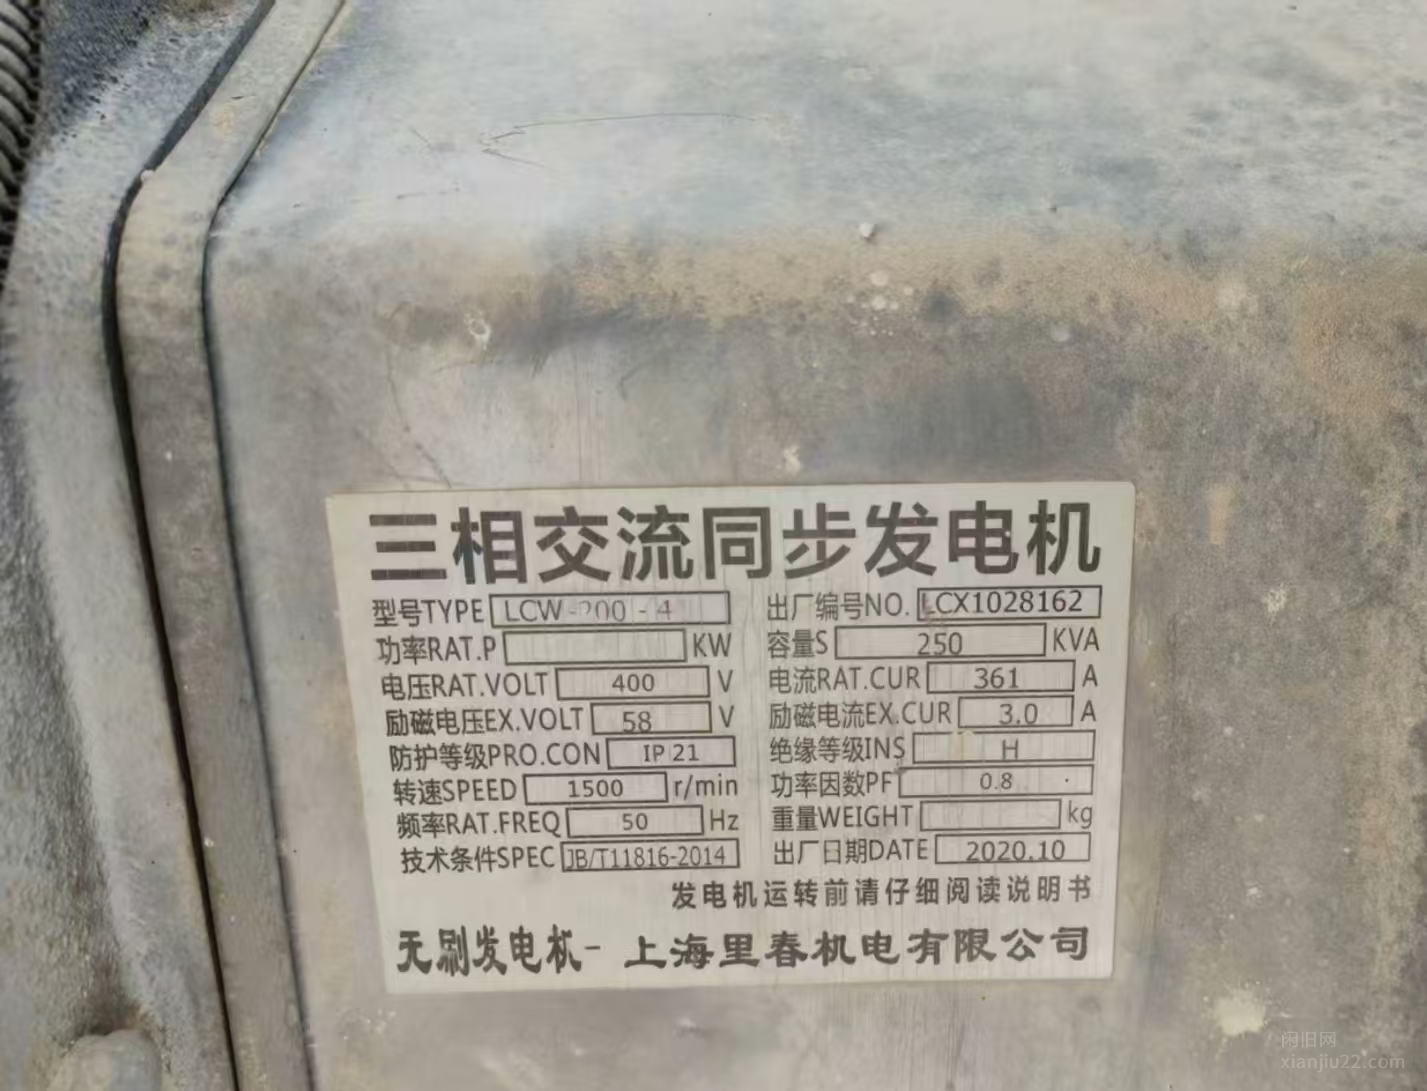 三相交流同步发电机
型号TYPE LCW-200-4 出厂编号NO. LCX1028162
功率RAT.P KW 容量S 250 KVA
电压RAT.VOLT 400 V 电流RAT.CUR 361 A
励磁电压EX.VOLT 58 V 励磁电流EX.CUR 3.0 A
防护等级PRO.CON IP21 绝缘等级INS H
转速SPEED 1500 r/min 功率因数PF 0.8
频率RAT.FREQ 50 Hz 重量WEIGHT kg
技术条件SPEC JB/T11816-2014 出厂日期DATE 2020.10
发电机运转前请仔细阅读说明书
无刷发电机-上海里春机电有限公司
闲旧网
xianjiu22.com